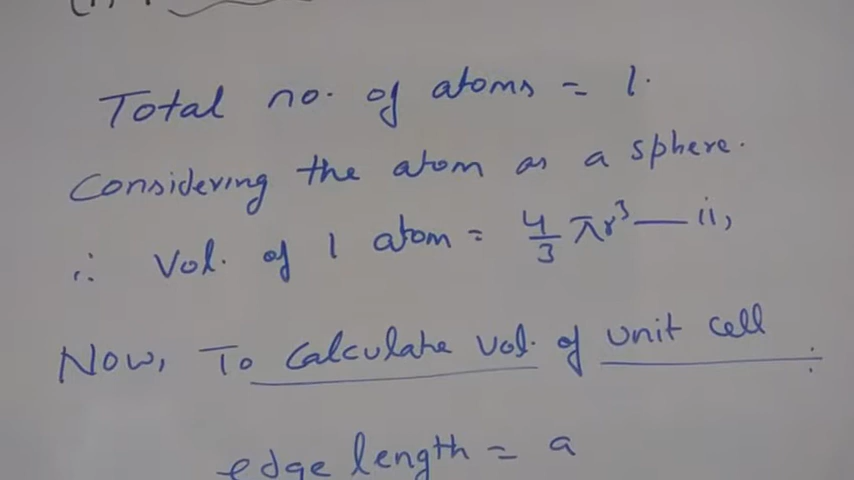 Total no. of atoms = 1.
Considering the atom as a sphere.
∴ Vol. of 1 atom = 4/3 πr³ — ii,
Now, To Calculate vol. of unit cell :
edge length = a